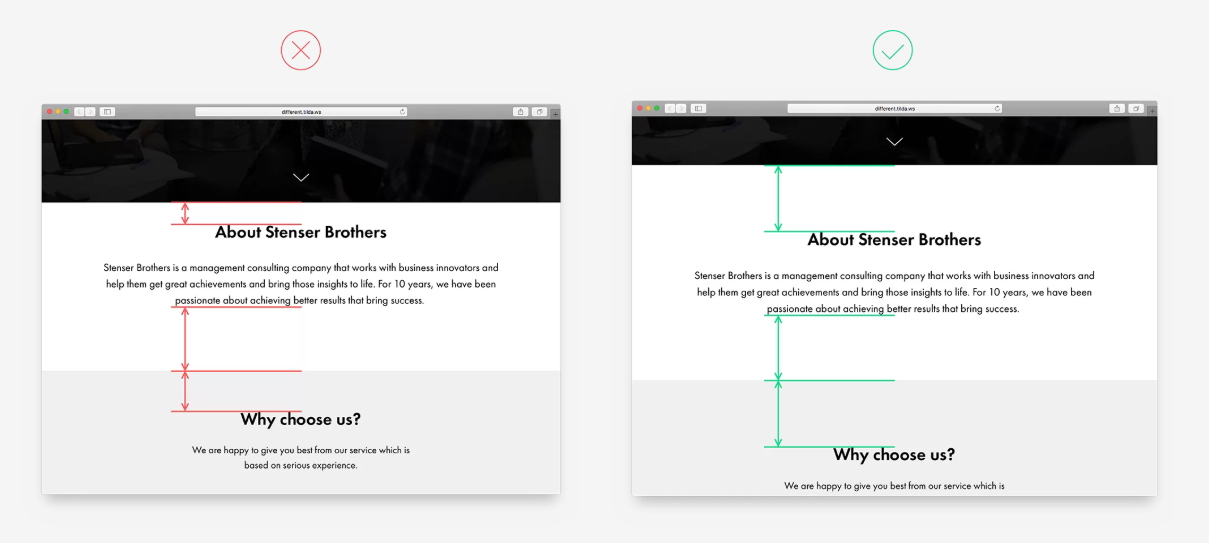 different.tilda.ws
About Stenser Brothers
Stenser Brothers is a management consulting company that works with business innovators and
help them get great achievements and bring those insights to life. For 10 years, we have been
passionate about achieving better results that bring success.
Why choose us?
We are happy to give you best from our service which is
based on serious experience.
different.tilda.ws
About Stenser Brothers
Stenser Brothers is a management consulting company that works with business innovators and
help them get great achievements and bring those insights to life. For 10 years, we have been
passionate about achieving better results that bring success.
Why choose us?
We are happy to give you best from our service which is